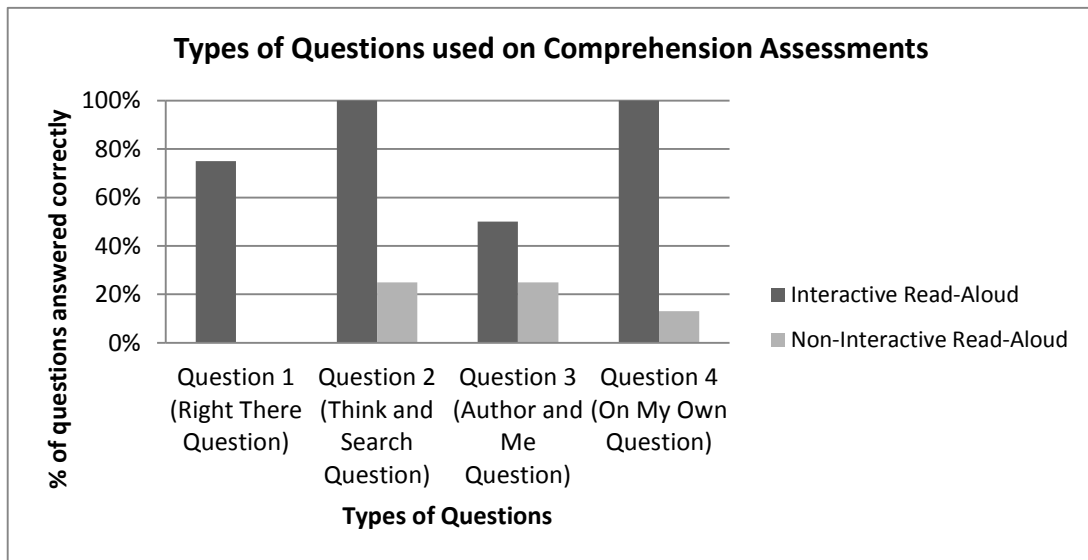 Types of Questions used on Comprehension Assessments
% of questions answered correctly
100%
80%
60%
40%
20%
0%
Question 1
(Right There
Question)
Question 2
(Think and
Search
Question)
Question 3
(Author and
Me
Question)
Question 4
(On My Own
Question)
Types of Questions
Interactive Read-Aloud
Non-Interactive Read-Aloud